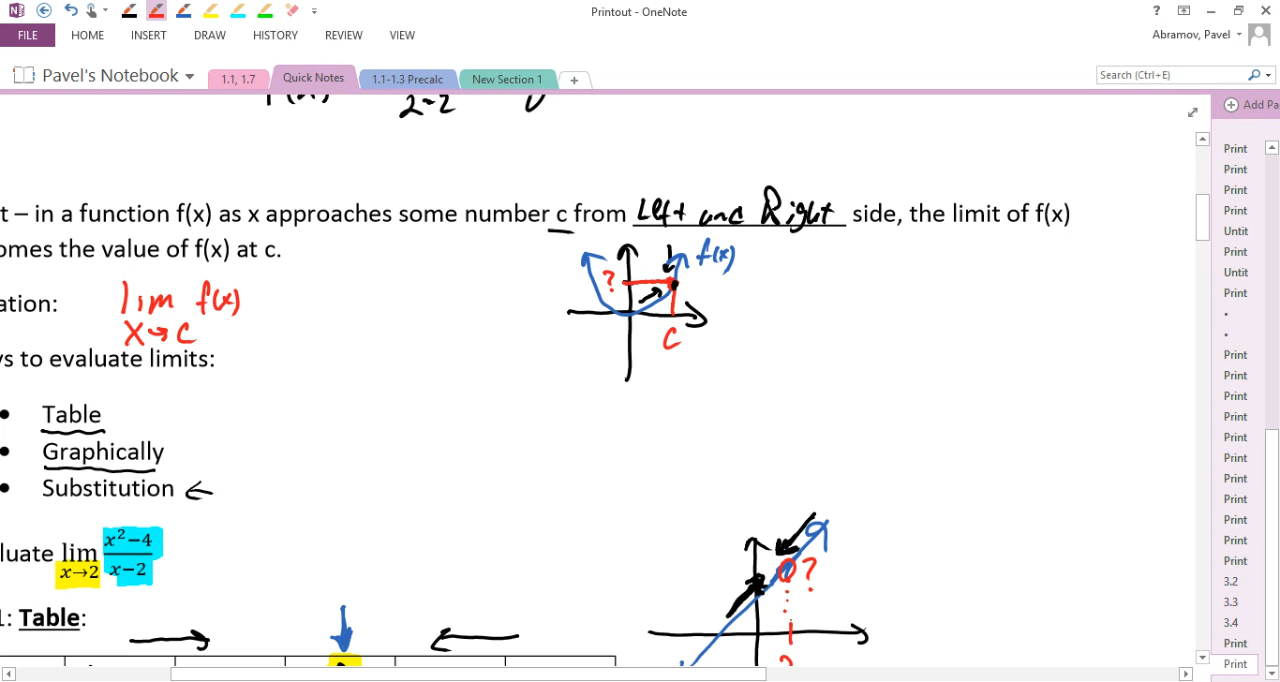 Printout - OneNote
?
FILE HOME INSERT DRAW HISTORY REVIEW VIEW
Abramov, Pavel
Pavel's Notebook
1.1, 1.7
Quick Notes
1.1-1.3 Precalc
New Section 1
+
Search (Ctrl+E)
Add Pa
2-2
t – in a function f(x) as x approaches some number c from Left and Right side, the limit of f(x)
omes the value of f(x) at c.
f(x)
?
C
ation: lim f(x)
x→c
ys to evaluate limits:
• Table
• Graphically
• Substitution ←
luate lim x²−4
x→2 x−2
?
1: Table:
Print
Print
Print
Print
Untit
Print
Untit
Print
Print
Print
Print
Print
Print
Print
Print
Print
Print
Print
Print
3.2
3.3
3.4
Print
Print